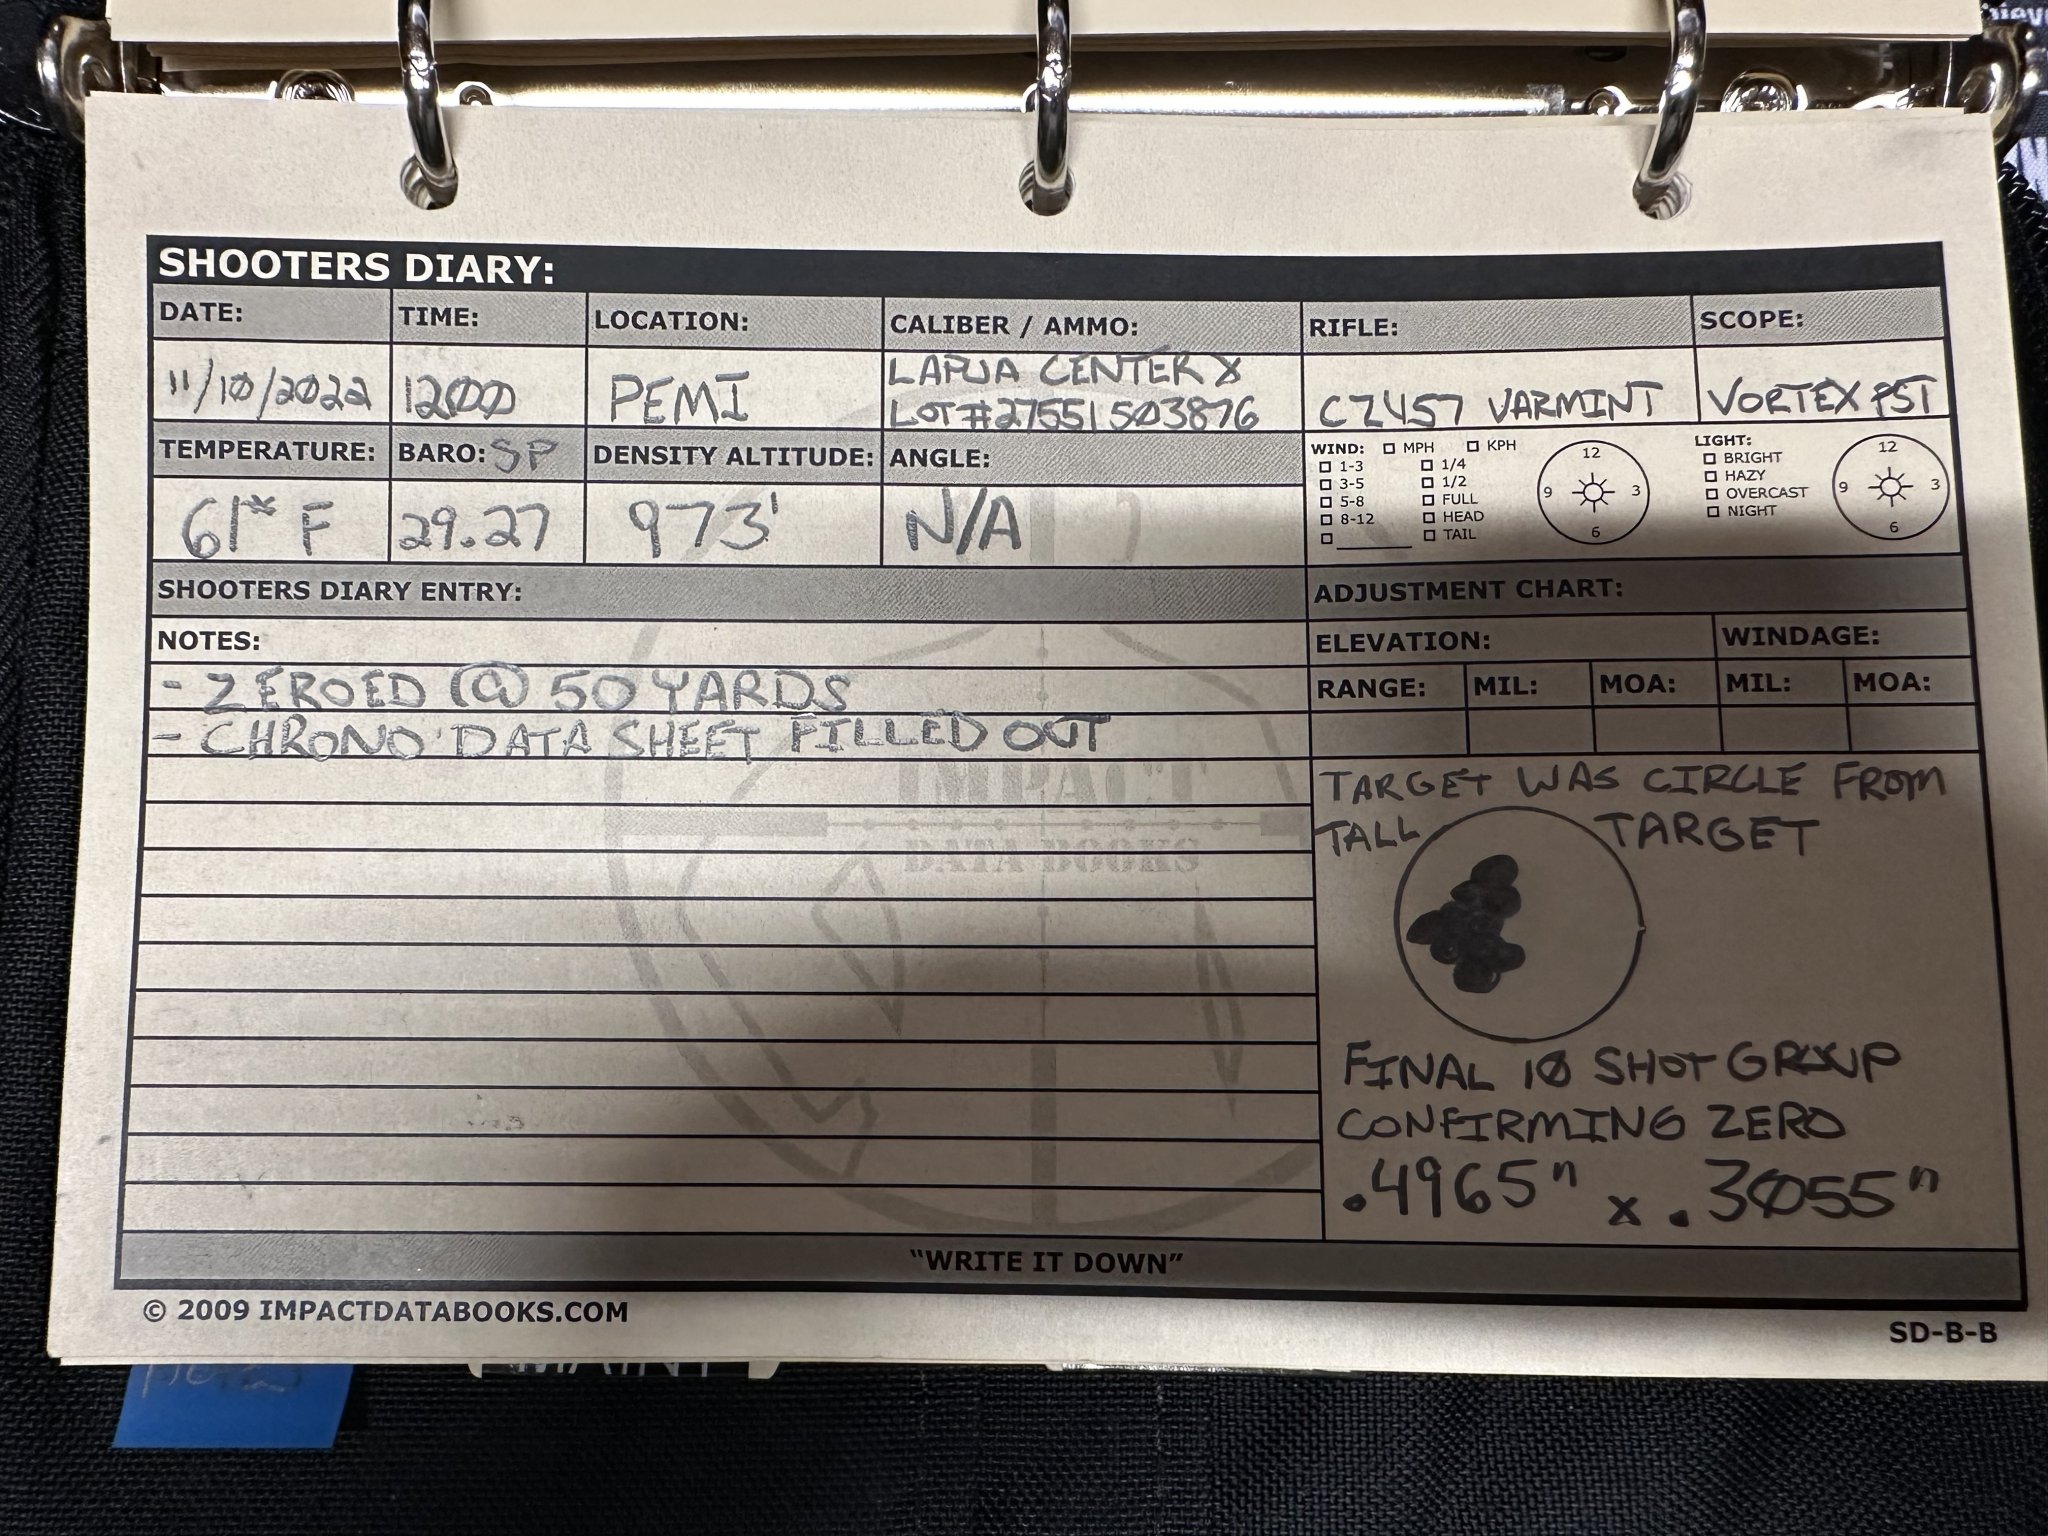 SHOOTERS DIARY:
DATE: TIME: LOCATION: CALIBER / AMMO: RIFLE: SCOPE:
11/10/2022 1200 PEMI LAPUA CENTER X
LOT #27551503876 CZ457 VARMINT VORTEX PST
TEMPERATURE: BARO: SP DENSITY ALTITUDE: ANGLE:
61° F 29.27 973' N/A
WIND: MPH KPH
1-3 1/4
3-5 1/2
5-8 FULL
8-12 HEAD
TAIL
12
9 3
6
LIGHT:
BRIGHT
HAZY
OVERCAST
NIGHT
12
9 3
6
SHOOTERS DIARY ENTRY:
NOTES:
- ZEROED @ 50 YARDS
- CHRONO DATA SHEET FILLED OUT
IMPACT
DATA BOOKS
ADJUSTMENT CHART:
ELEVATION: WINDAGE:
RANGE: MIL: MOA: MIL: MOA:
TARGET WAS CIRCLE FROM
TALL TARGET
FINAL 10 SHOT GROUP
CONFIRMING ZERO
.4965" x .3055"
"WRITE IT DOWN"
© 2009 IMPACTDATABOOKS.COM
SD-B-B